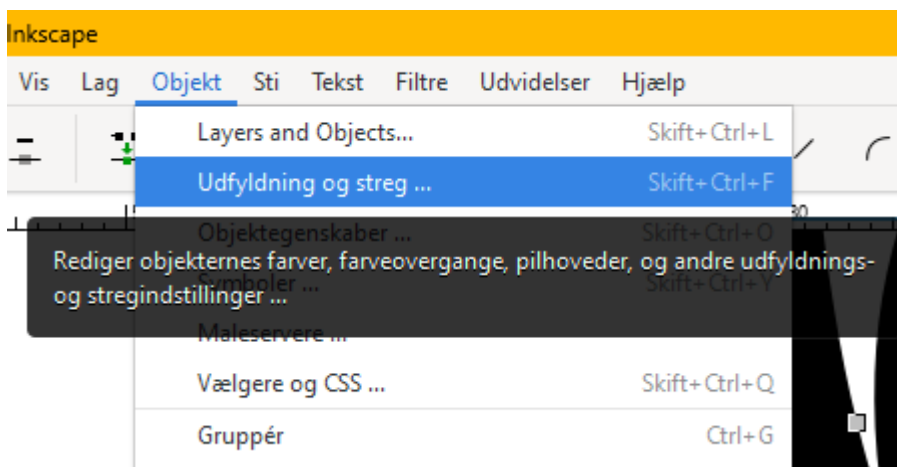 Inkscape
Vis Lag Objekt Sti Tekst Filtre Udvidelser Hjælp
Layers and Objects... Skift+Ctrl+L
Udfyldning og streg ... Skift+Ctrl+F
Objektegenskaber ... Skift+Ctrl+O
Rediger objekternes farver, farveovergange, pilhoveder, og andre udfyldnings-
og stregindstillinger ...
Symboler ... Skift+Ctrl+Y
Maleservere ...
Vælgere og CSS ... Skift+Ctrl+Q
Gruppér Ctrl+G